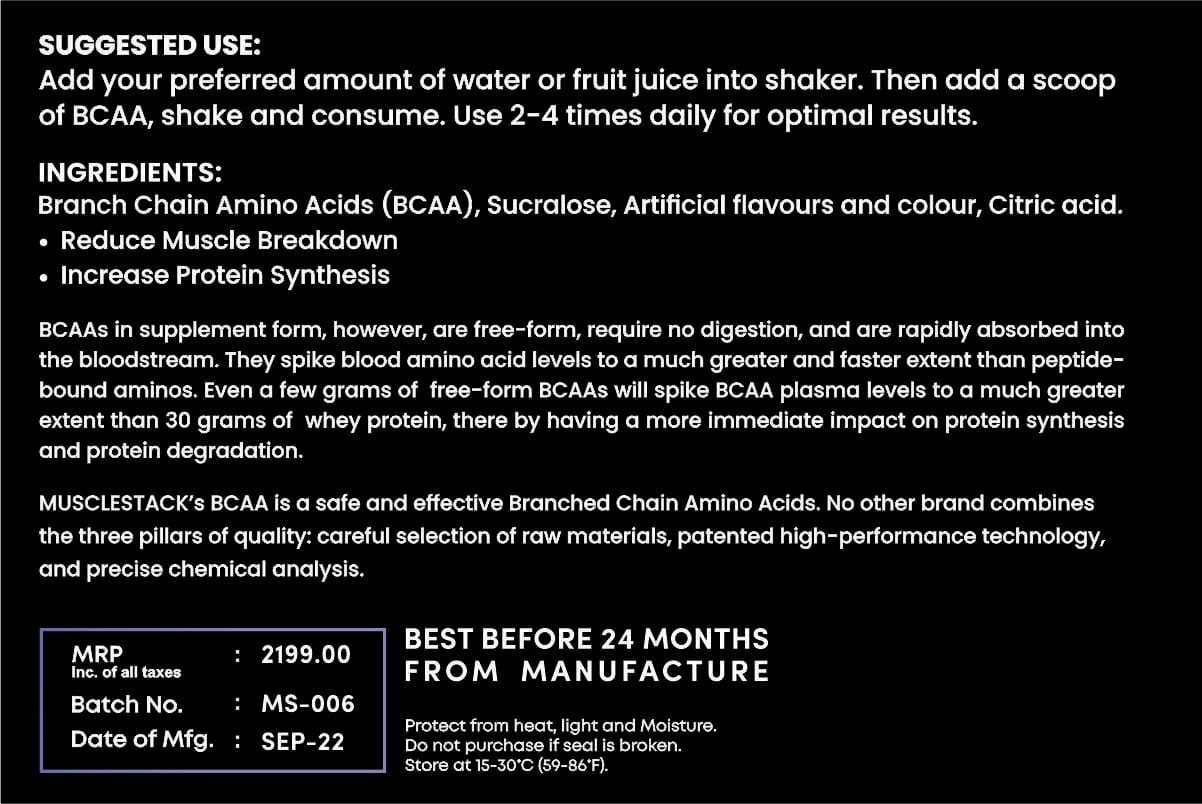 SUGGESTED USE:
Add your preferred amount of water or fruit juice into shaker. Then add a scoop
of BCAA, shake and consume. Use 2-4 times daily for optimal results.
INGREDIENTS:
Branch Chain Amino Acids (BCAA), Sucralose, Artificial flavours and colour, Citric acid.
• Reduce Muscle Breakdown
• Increase Protein Synthesis
BCAAs in supplement form, however, are free-form, require no digestion, and are rapidly absorbed into
the bloodstream. They spike blood amino acid levels to a much greater and faster extent than peptide-
bound aminos. Even a few grams of free-form BCAAs will spike BCAA plasma levels to a much greater
extent than 30 grams of whey protein, there by having a more immediate impact on protein synthesis
and protein degradation.
MUSCLESTACK's BCAA is a safe and effective Branched Chain Amino Acids. No other brand combines
the three pillars of quality: careful selection of raw materials, patented high-performance technology,
and precise chemical analysis.
MRP : 2199.00
Inc. of all taxes
Batch No. : MS-006
Date of Mfg. : SEP-22
BEST BEFORE 24 MONTHS
FROM MANUFACTURE
Protect from heat, light and Moisture.
Do not purchase if seal is broken.
Store at 15-30°C (59-86°F).